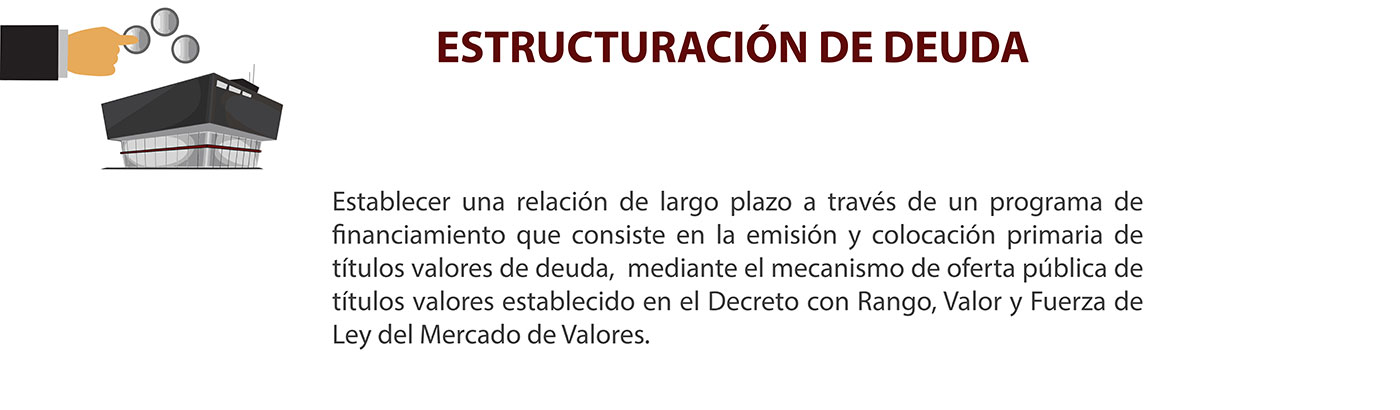 ESTRUCTURACIÓN DE DEUDA
Establecer una relación de largo plazo a través de un programa de
financiamiento que consiste en la emisión y colocación primaria de
títulos valores de deuda,  mediante el mecanismo de oferta pública de
títulos valores establecido en el Decreto con Rango, Valor y Fuerza de
Ley del Mercado de Valores.